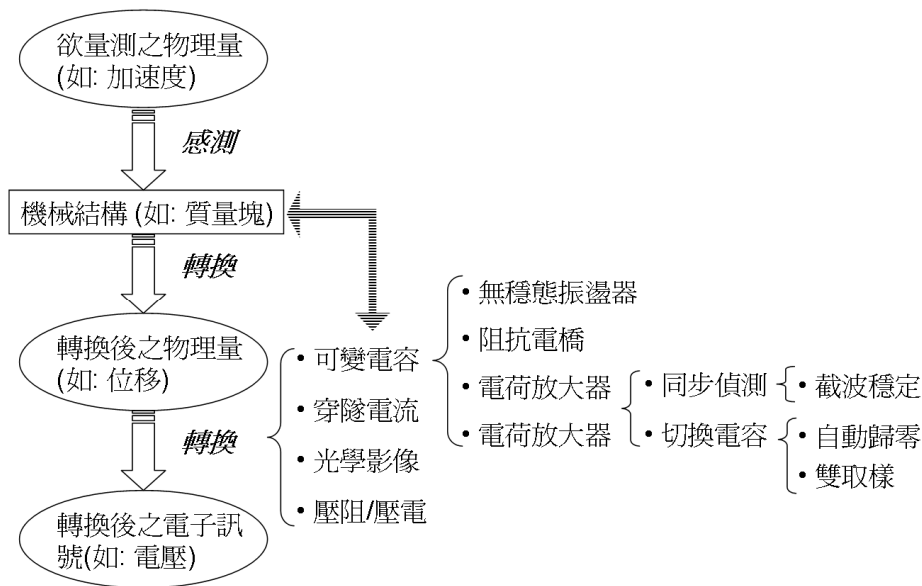 欲量測之物理量
(如: 加速度)
感測
機械結構 (如: 質量塊)
轉換
轉換後之物理量
(如: 位移)
轉換
轉換後之電子訊
號(如: 電壓)
• 可變電容
• 穿隧電流
• 光學影像
• 壓阻/壓電
• 無穩態振盪器
• 阻抗電橋
• 電荷放大器
• 電荷放大器
• 同步偵測
• 切換電容
• 截波穩定
• 自動歸零
• 雙取樣